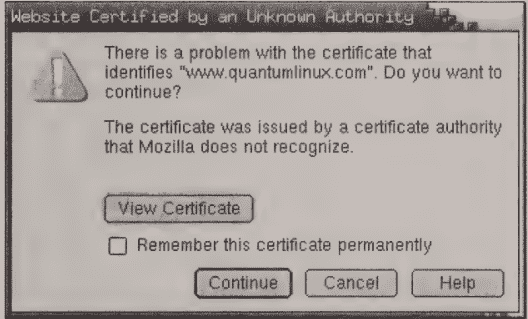 Website Certified by an Unknown Authority
There is a problem with the certificate that
identifies "www.quantumlinux.com". Do you want to
continue?
The certificate was issued by a certificate authority
that Mozilla does not recognize.
View Certificate
Remember this certificate permanently
Continue Cancel Help